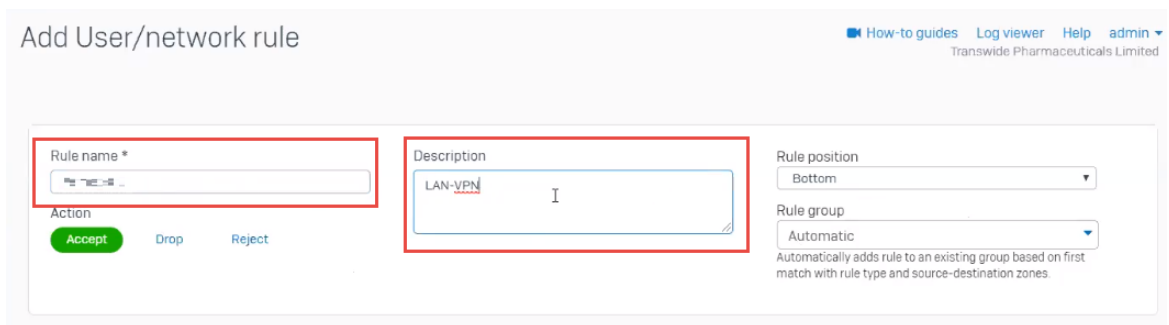 Add User/network rule
How-to guides Log viewer Help admin
Transwide Pharmaceuticals Limited
Rule name *
Description
LAN-VPN
Rule position
Bottom
Action
Accept Drop Reject
Rule group
Automatic
Automatically adds rule to an existing group based on first
match with rule type and source-destination zones.